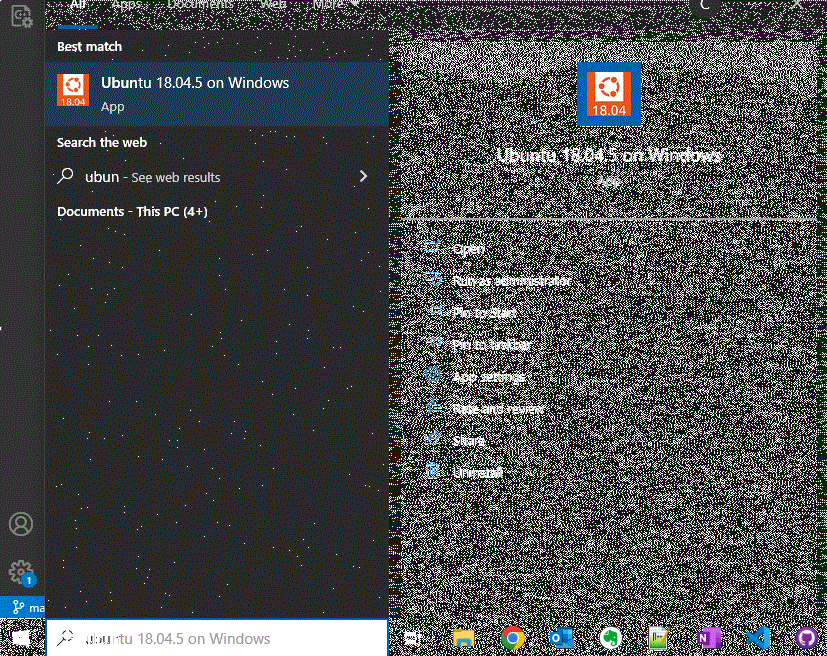 All Apps Documents Web More
C
Best match
Ubuntu 18.04.5 on Windows
App
18.04
Search the web
ubun - See web results
Documents - This PC (4+)
18.04
Ubuntu 18.04.5 on Windows
App
Open
Run as administrator
Pin to Start
Pin to taskbar
App settings
Rate and review
Share
Uninstall
1
ma
ubuntu 18.04.5 on Windows